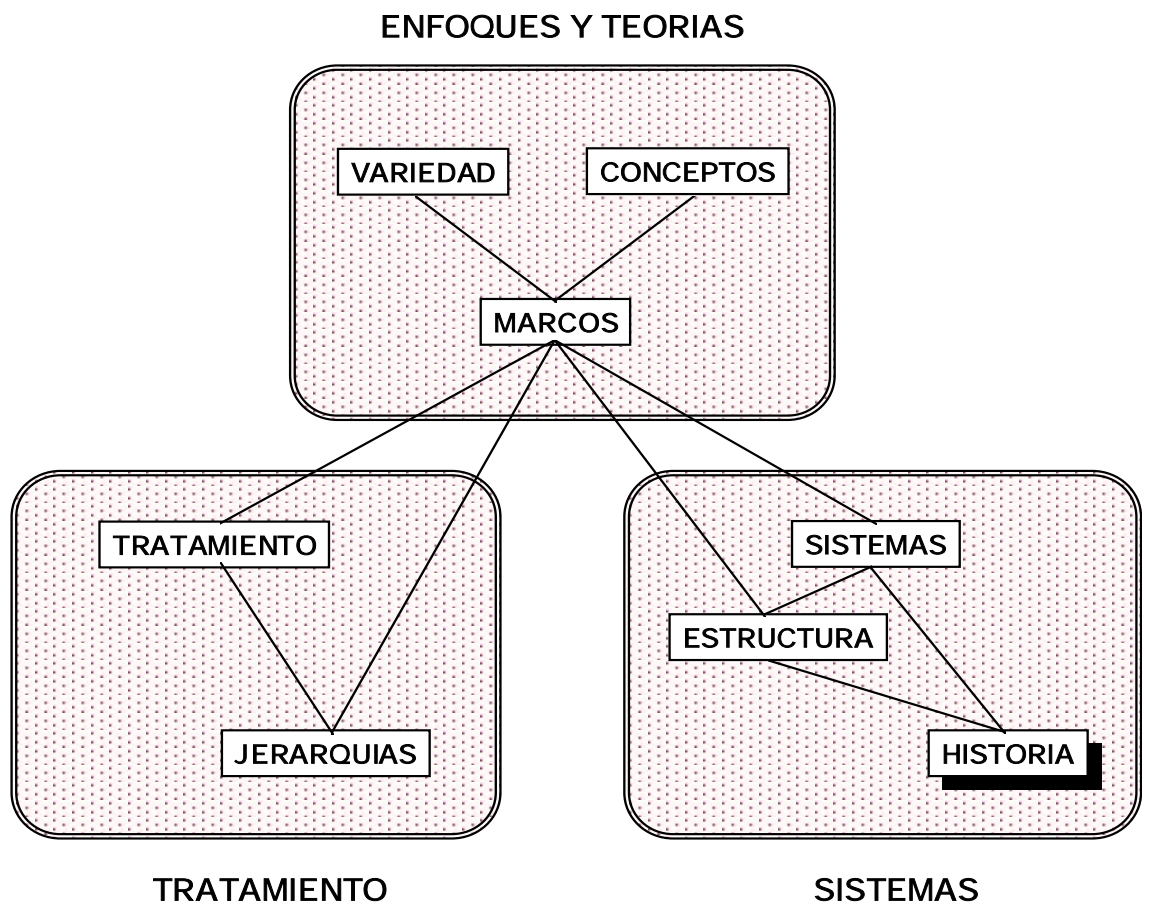 ENFOQUES Y TEORIAS
VARIEDAD
CONCEPTOS
MARCOS
TRATAMIENTO
JERARQUIAS
SISTEMAS
ESTRUCTURA
HISTORIA
TRATAMIENTO
SISTEMAS